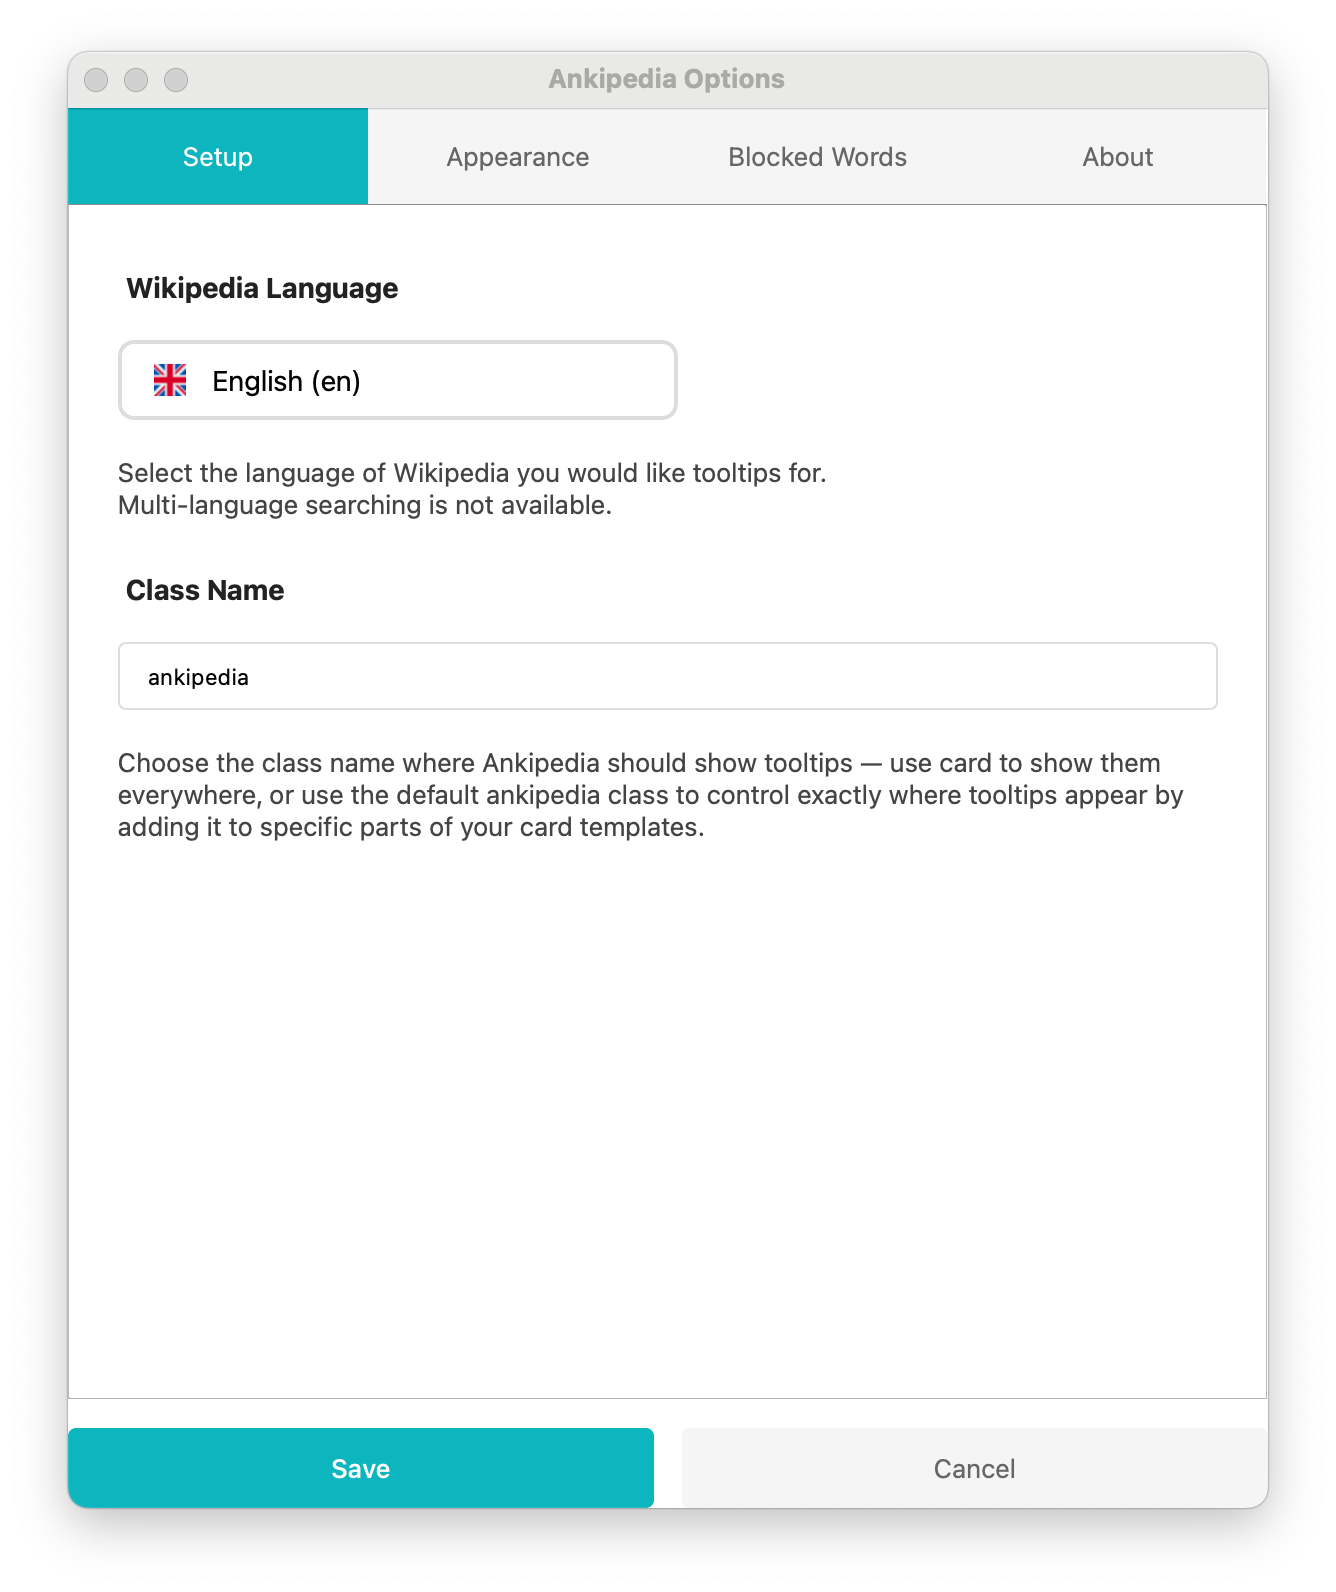 Ankipedia Options
Setup
Appearance
Blocked Words
About
Wikipedia Language
English (en)
Select the language of Wikipedia you would like tooltips for.
Multi-language searching is not available.
Class Name
ankipedia
Choose the class name where Ankipedia should show tooltips — use card to show them
everywhere, or use the default ankipedia class to control exactly where tooltips appear by
adding it to specific parts of your card templates.
Save
Cancel